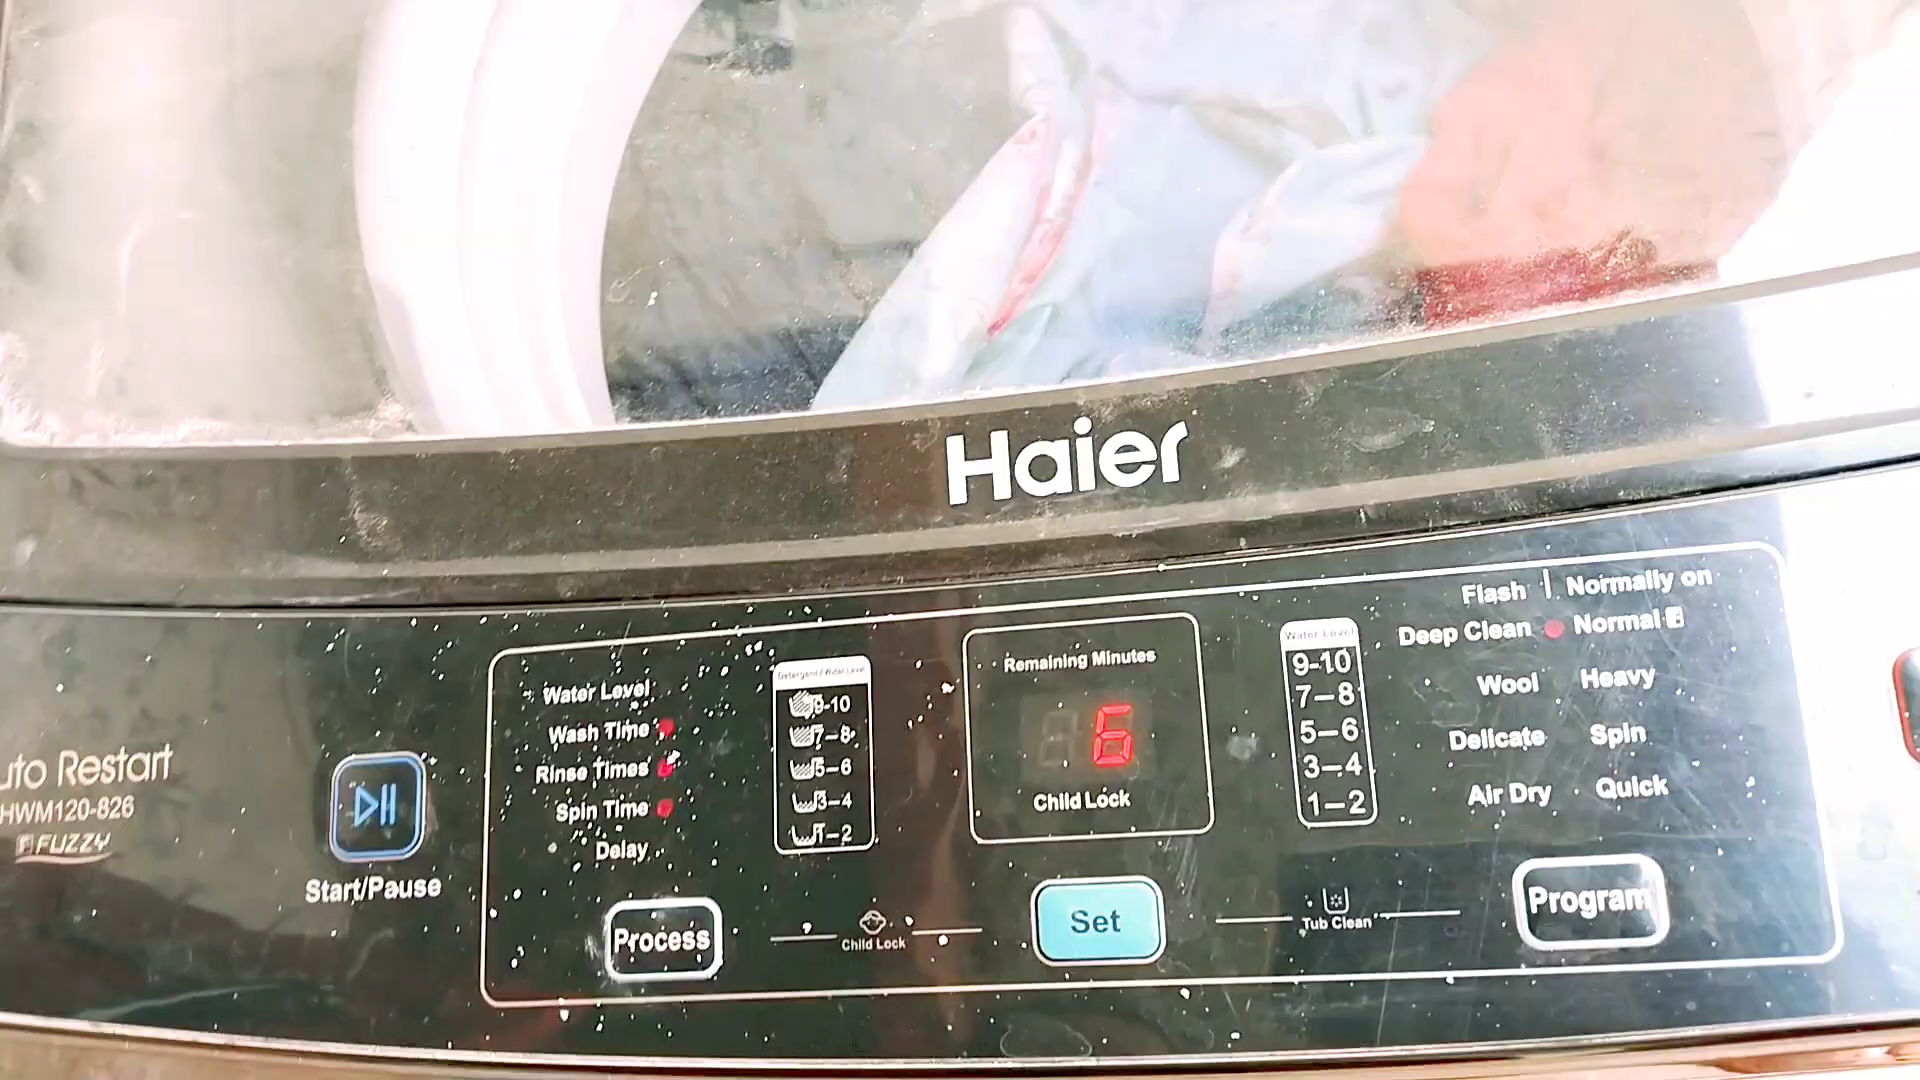 Haier
Flash | Normally on
Deep Clean Normal
Wool Heavy
Delicate Spin
Air Dry Quick
Program
Water Level
9-10
7-8
5-6
3-4
1-2
Remaining Minutes
6
Child Lock
Set
Tub Clean
Detergent/Water Level
9-10
7-8
5-6
3-4
1-2
Water Level
Wash Time
Rinse Times
Spin Time
Delay
Process
Child Lock
Start/Pause
uto Restart
HWM120-826
FUZZY